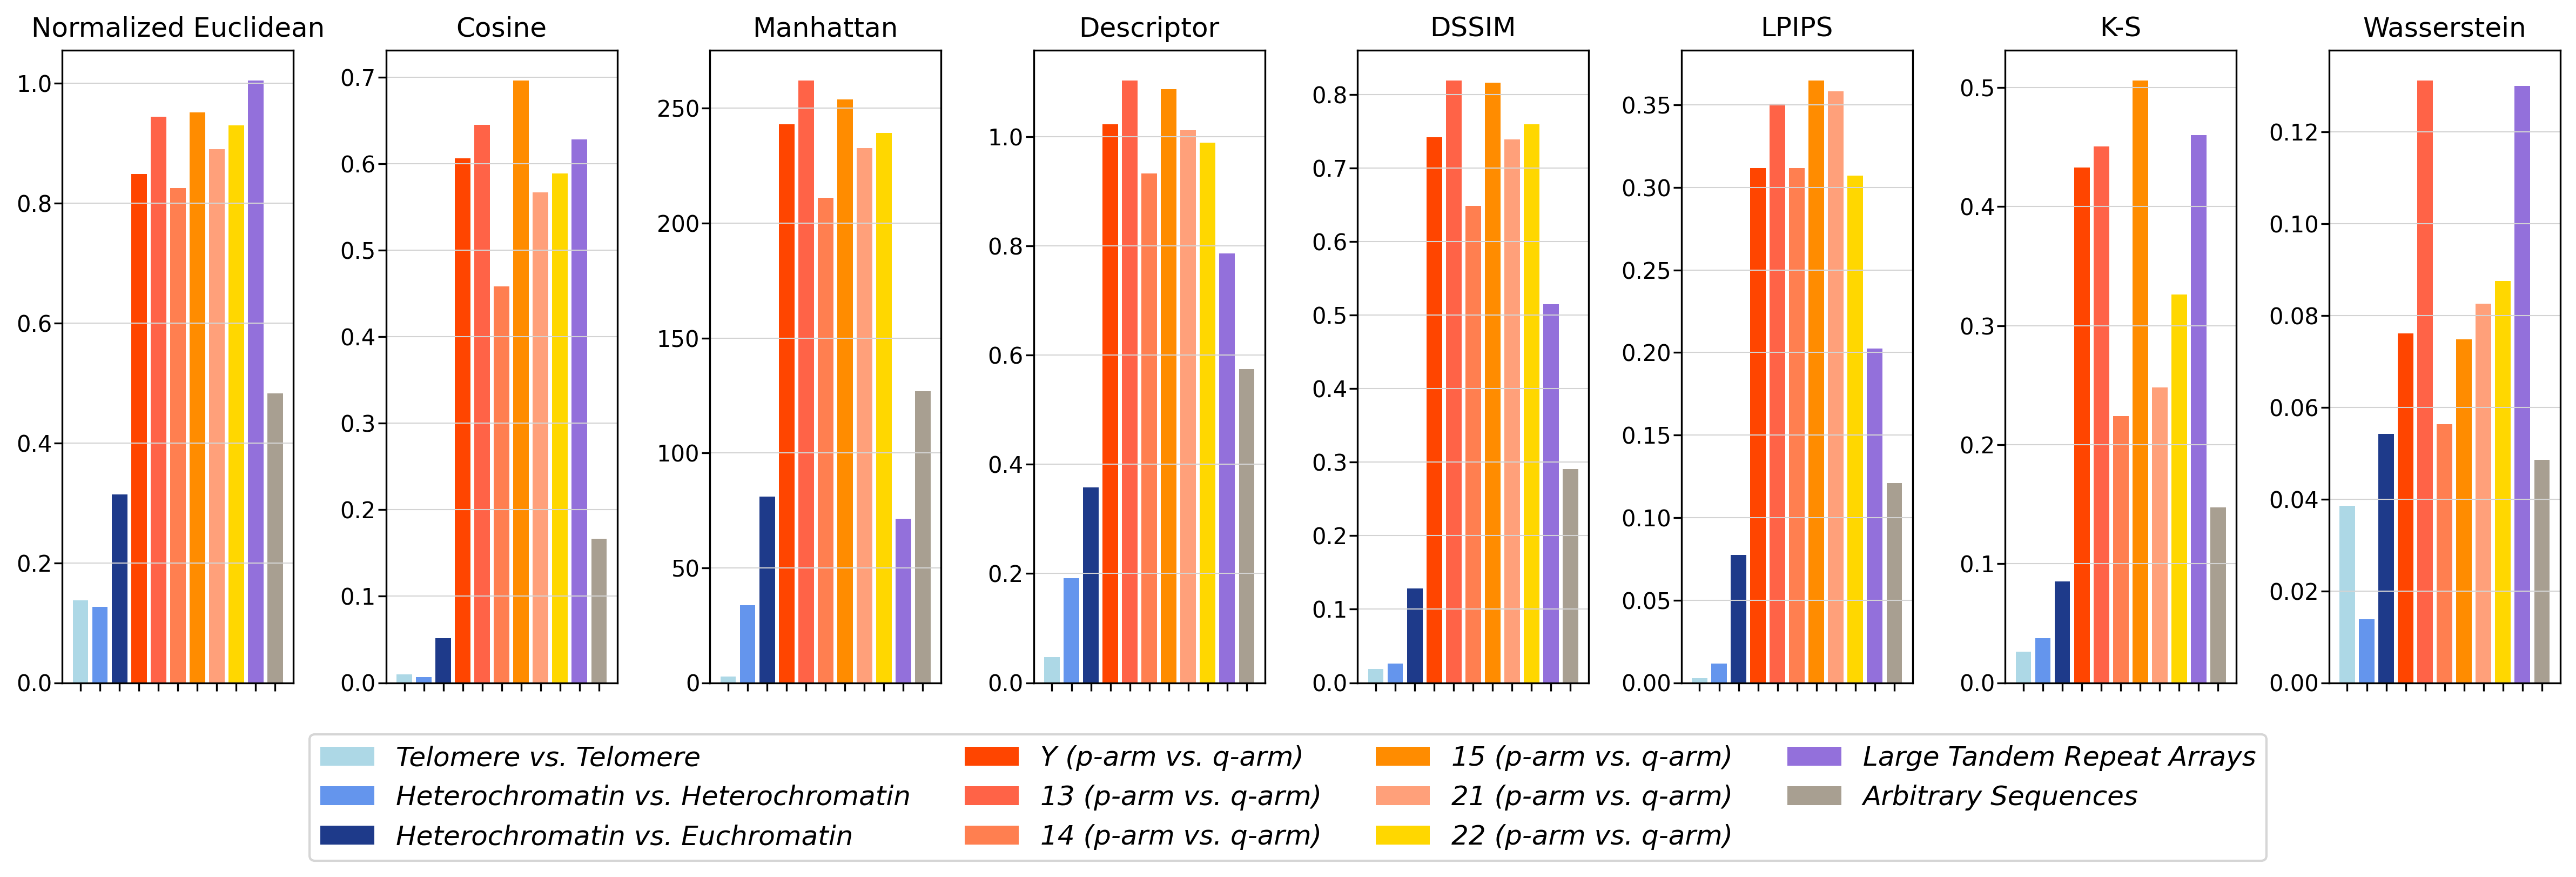 Normalized Euclidean
1.0
0.8
0.6
0.4
0.2
0.0
Cosine
0.7
0.6
0.5
0.4
0.3
0.2
0.1
0.0
Manhattan
250
200
150
100
50
0
Descriptor
1.0
0.8
0.6
0.4
0.2
0.0
DSSIM
0.8
0.7
0.6
0.5
0.4
0.3
0.2
0.1
0.0
LPIPS
0.35
0.30
0.25
0.20
0.15
0.10
0.05
0.00
K-S
0.5
0.4
0.3
0.2
0.1
0.0
Wasserstein
0.12
0.10
0.08
0.06
0.04
0.02
0.00
Telomere vs. Telomere
Heterochromatin vs. Heterochromatin
Heterochromatin vs. Euchromatin
Y (p-arm vs. q-arm)
13 (p-arm vs. q-arm)
14 (p-arm vs. q-arm)
15 (p-arm vs. q-arm)
21 (p-arm vs. q-arm)
22 (p-arm vs. q-arm)
Large Tandem Repeat Arrays
Arbitrary Sequences